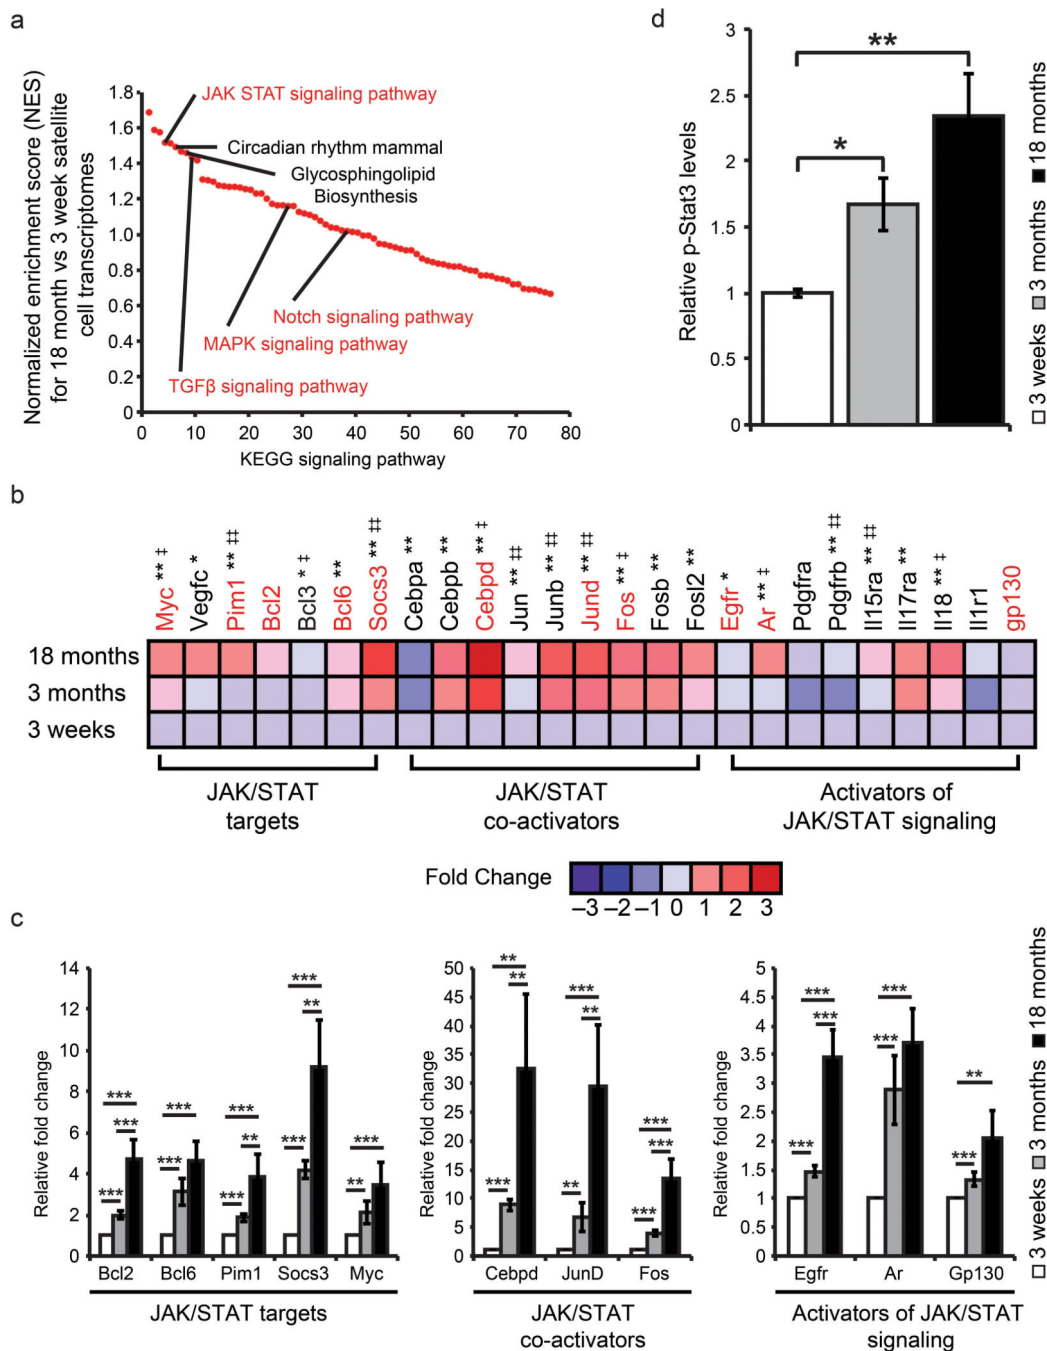 a
Normalized enrichment score (NES)
for 18 month vs 3 week satellite
cell transcriptomes
1.8
1.6
1.4
1.2
1.0
0.8
0.6
0.4
0.2
0
JAK STAT signaling pathway
Circadian rhythm mammal
Glycosphingolipid
Biosynthesis
Notch signaling pathway
MAPK signaling pathway
TGFβ signaling pathway
0 10 20 30 40 50 60 70 80
KEGG signaling pathway
d
Relative p-Stat3 levels
3
2.5
2
1.5
1
0.5
0
*
**
3 weeks 3 months 18 months
b
Myc ** ‡
Vegfc *
Pim1 ** ‡‡
Bcl2
Bcl3 * ‡
Bcl6 **
Socs3 ** ‡‡
Cebpa **
Cebpb **
Cebpd ** ‡
Jun ** ‡‡
Junb ** ‡‡
Jund ** ‡‡
Fos ** ‡
Fosb **
Fosl2 **
Egfr *
Ar ** ‡
Pdgfra
Pdgfrb ** ‡‡
Il15ra ** ‡‡
Il17ra **
Il18 ** ‡
Il1r1
gp130
18 months
3 months
3 weeks
JAK/STAT
targets
JAK/STAT
co-activators
Activators of
JAK/STAT signaling
Fold Change
–3 –2 –1 0 1 2 3
c
Relative fold change
14
12
10
8
6
4
2
0
*** *** ***
*** ***
*** *** **
*** ** ***
*** ***
** ***
Bcl2 Bcl6 Pim1 Socs3 Myc
JAK/STAT targets
Relative fold change
50
45
40
35
30
25
20
15
10
5
0
*** ** **
** ** ***
*** *** ***
Cebpd JunD Fos
JAK/STAT
co-activators
Relative fold change
5
4.5
4
3.5
3
2.5
2
1.5
1
0.5
0
*** *** ***
*** ***
*** **
Egfr Ar Gp130
Activators of JAK/STAT
signaling
3 weeks 3 months 18 months